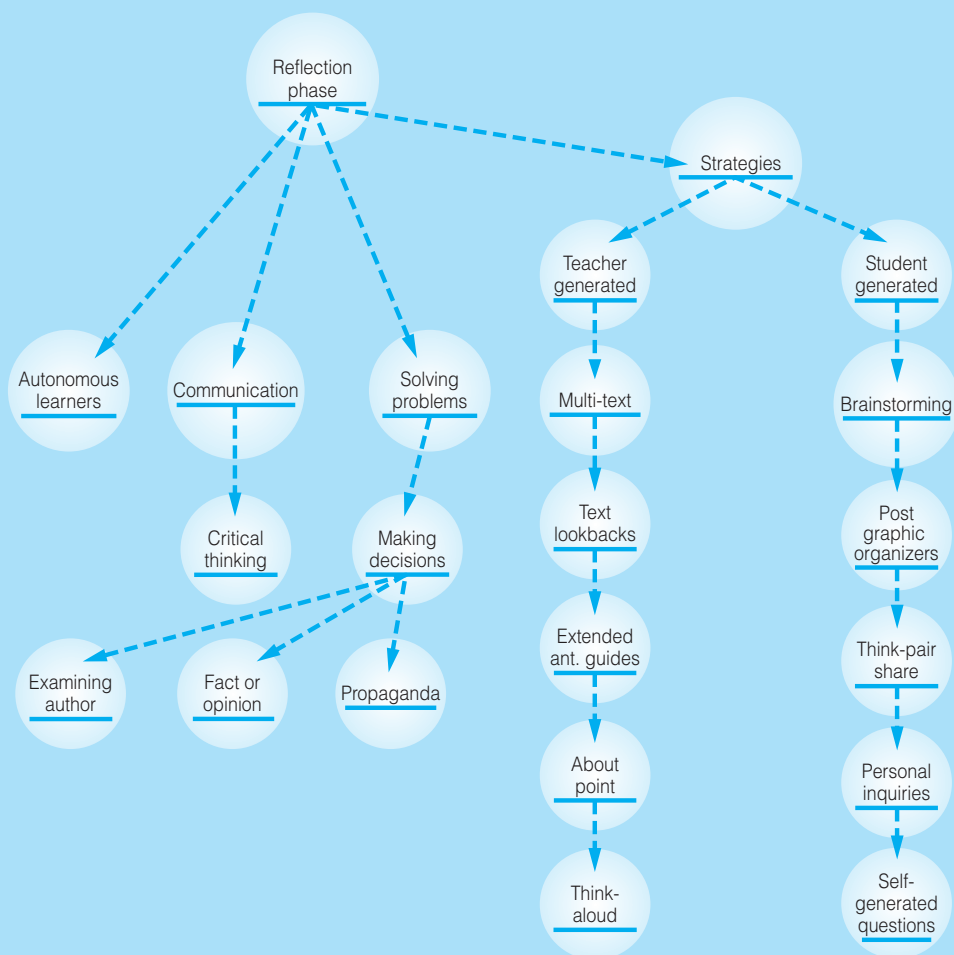 Reflection
phase
Strategies
Teacher
generated
Student
generated
Autonomous
learners
Communication
Solving
problems
Multi-text
Brainstorming
Critical
thinking
Making
decisions
Text
lookbacks
Post
graphic
organizers
Examining
author
Fact or
opinion
Propaganda
Extended
ant. guides
Think-pair
share
About
point
Personal
inquiries
Think-
aloud
Self-
generated
questions